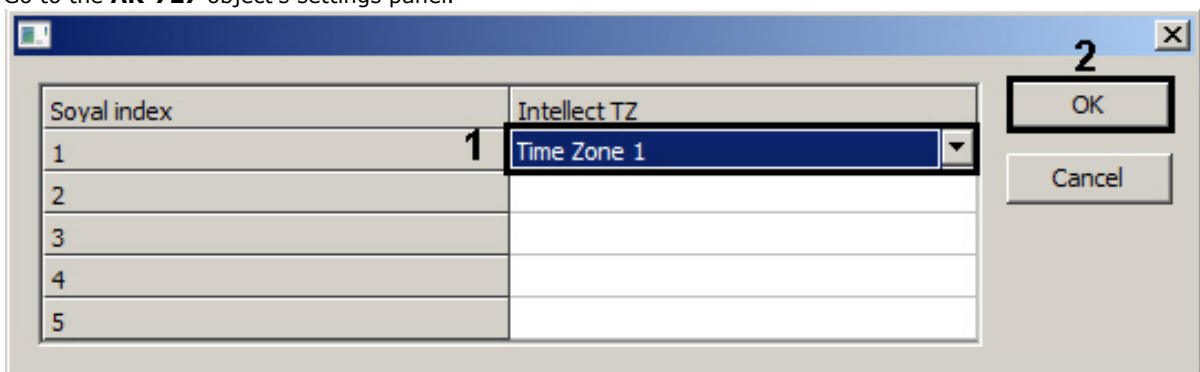 Go to the AR-727 object's settings panel.
2
Soyal index Intellect TZ OK
1 1 Time Zone 1
2 Cancel
3
4
5